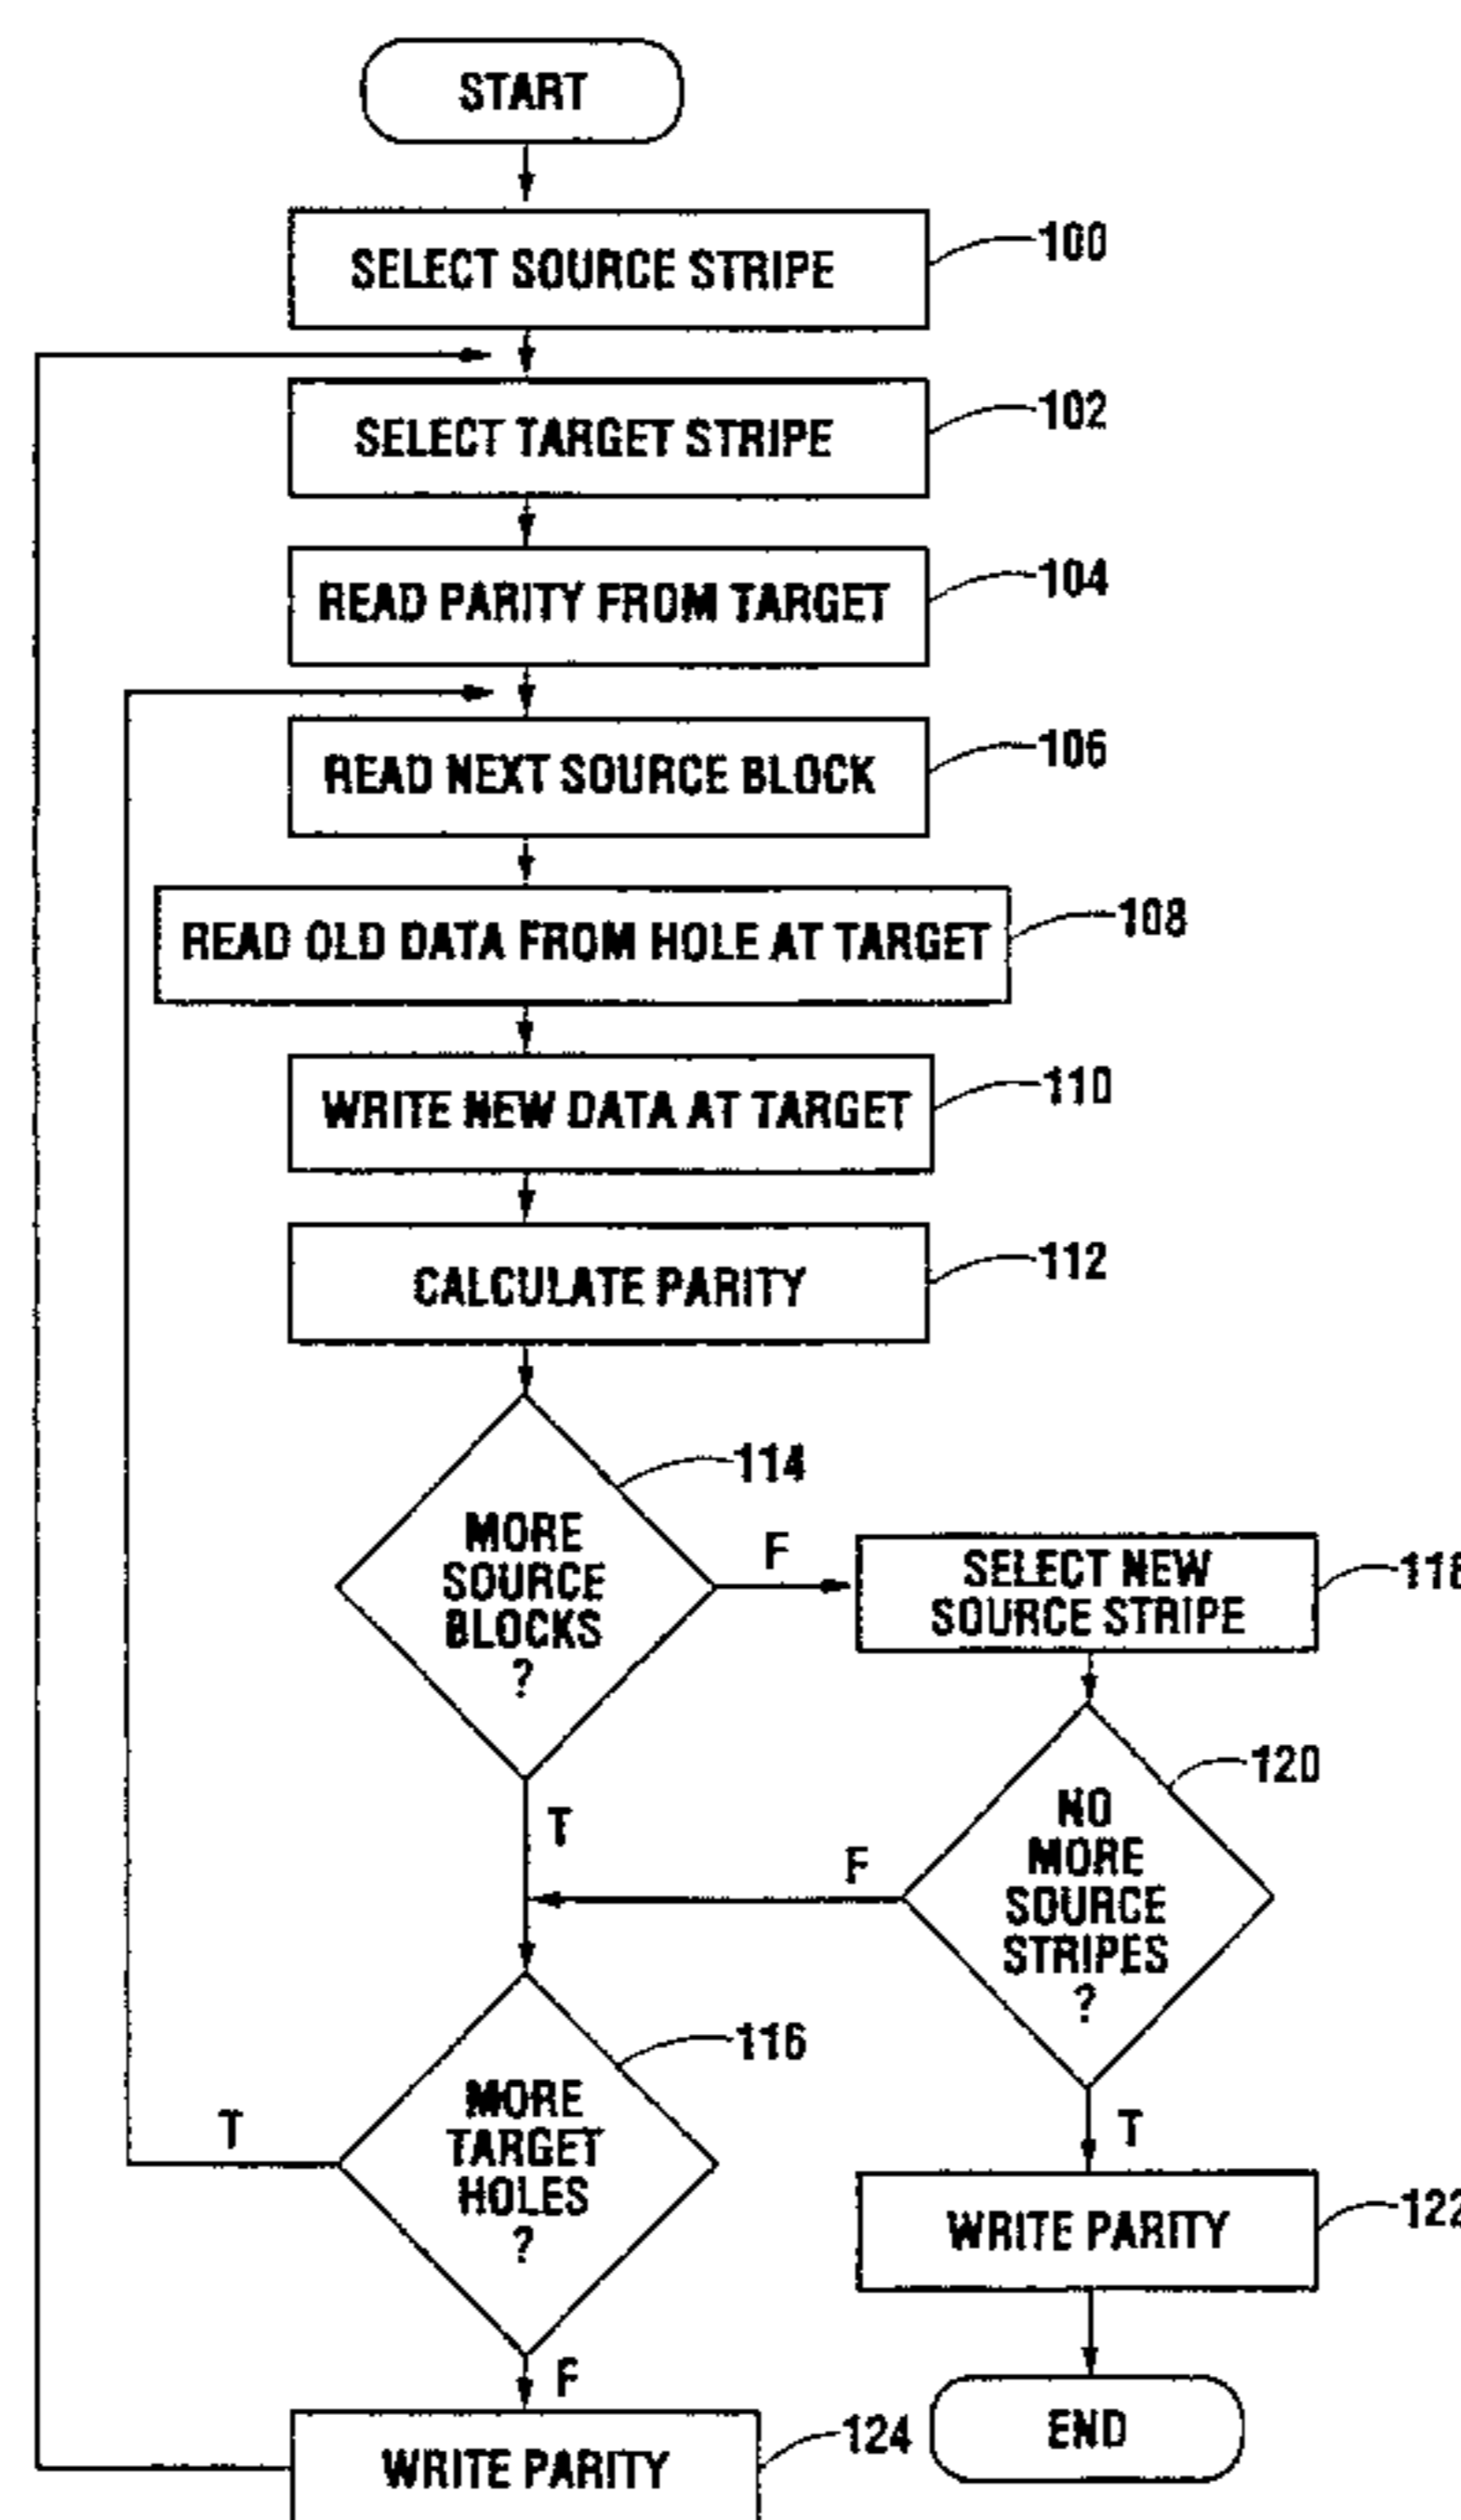 START
SELECT SOURCE STRIPE
100
SELECT TARGET STRIPE
102
READ PARITY FROM TARGET
104
READ NEXT SOURCE BLOCK
106
READ OLD DATA FROM HOLE AT TARGET
108
WRITE NEW DATA AT TARGET
110
CALCULATE PARITY
112
MORE
SOURCE
BLOCKS
?
114
F
T
SELECT NEW
SOURCE STRIPE
NO
MORE
SOURCE
STRIPES
?
120
F
T
MORE
TARGET
HOLES
?
116
T
F
WRITE PARITY
122
WRITE PARITY
124
END